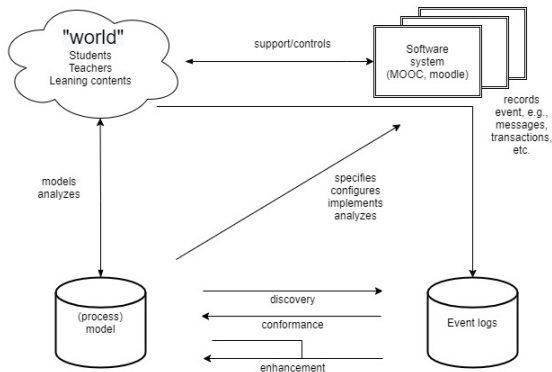 "world"
Students
Teachers
Leaning contents
support/controls
Software
system
(MOOC, moodle)
records
event, e.g.,
messages,
transactions,
etc.
models
analyzes
specifies
configures
implements
analyzes
(process)
model
discovery
conformance
enhancement
Event logs